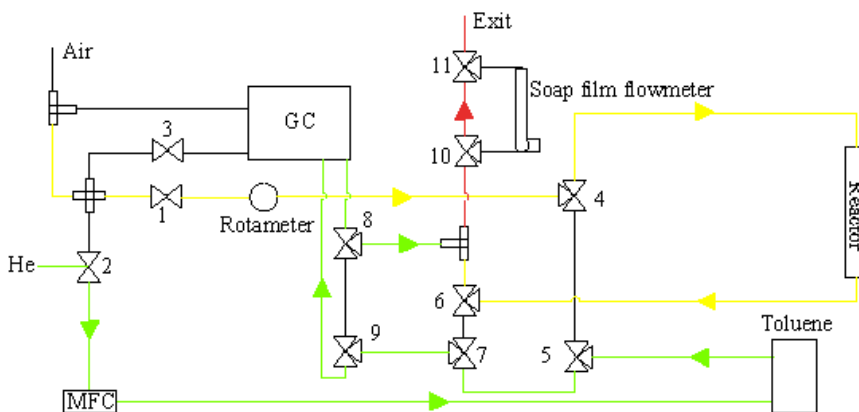 Exit
Air
11
Soap film flowmeter
GC
3
10
Reactor
4
1
Rotameter
8
He
2
6
9
Toluene
7
5
MFC